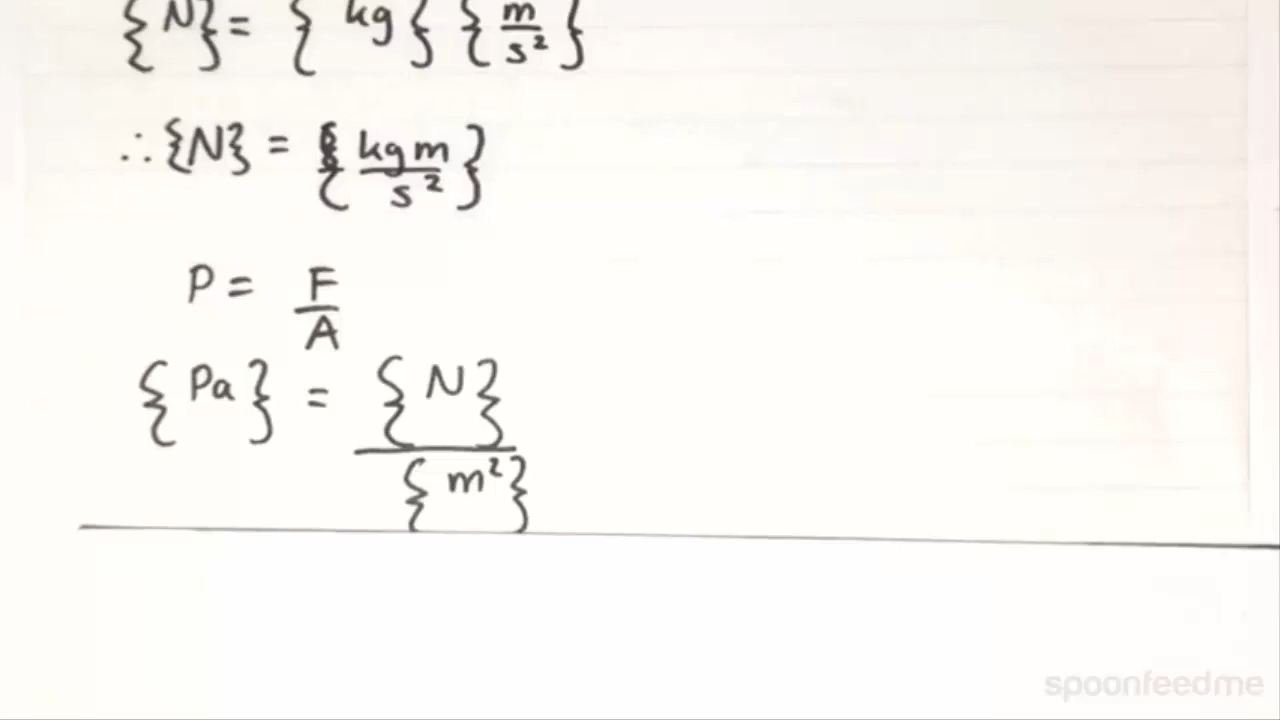 {N} = {kg} {m/s²}
∴ {N} = {kg m/s²}
P = F/A
{Pa} = {N}/{m²}
spoonfeedme